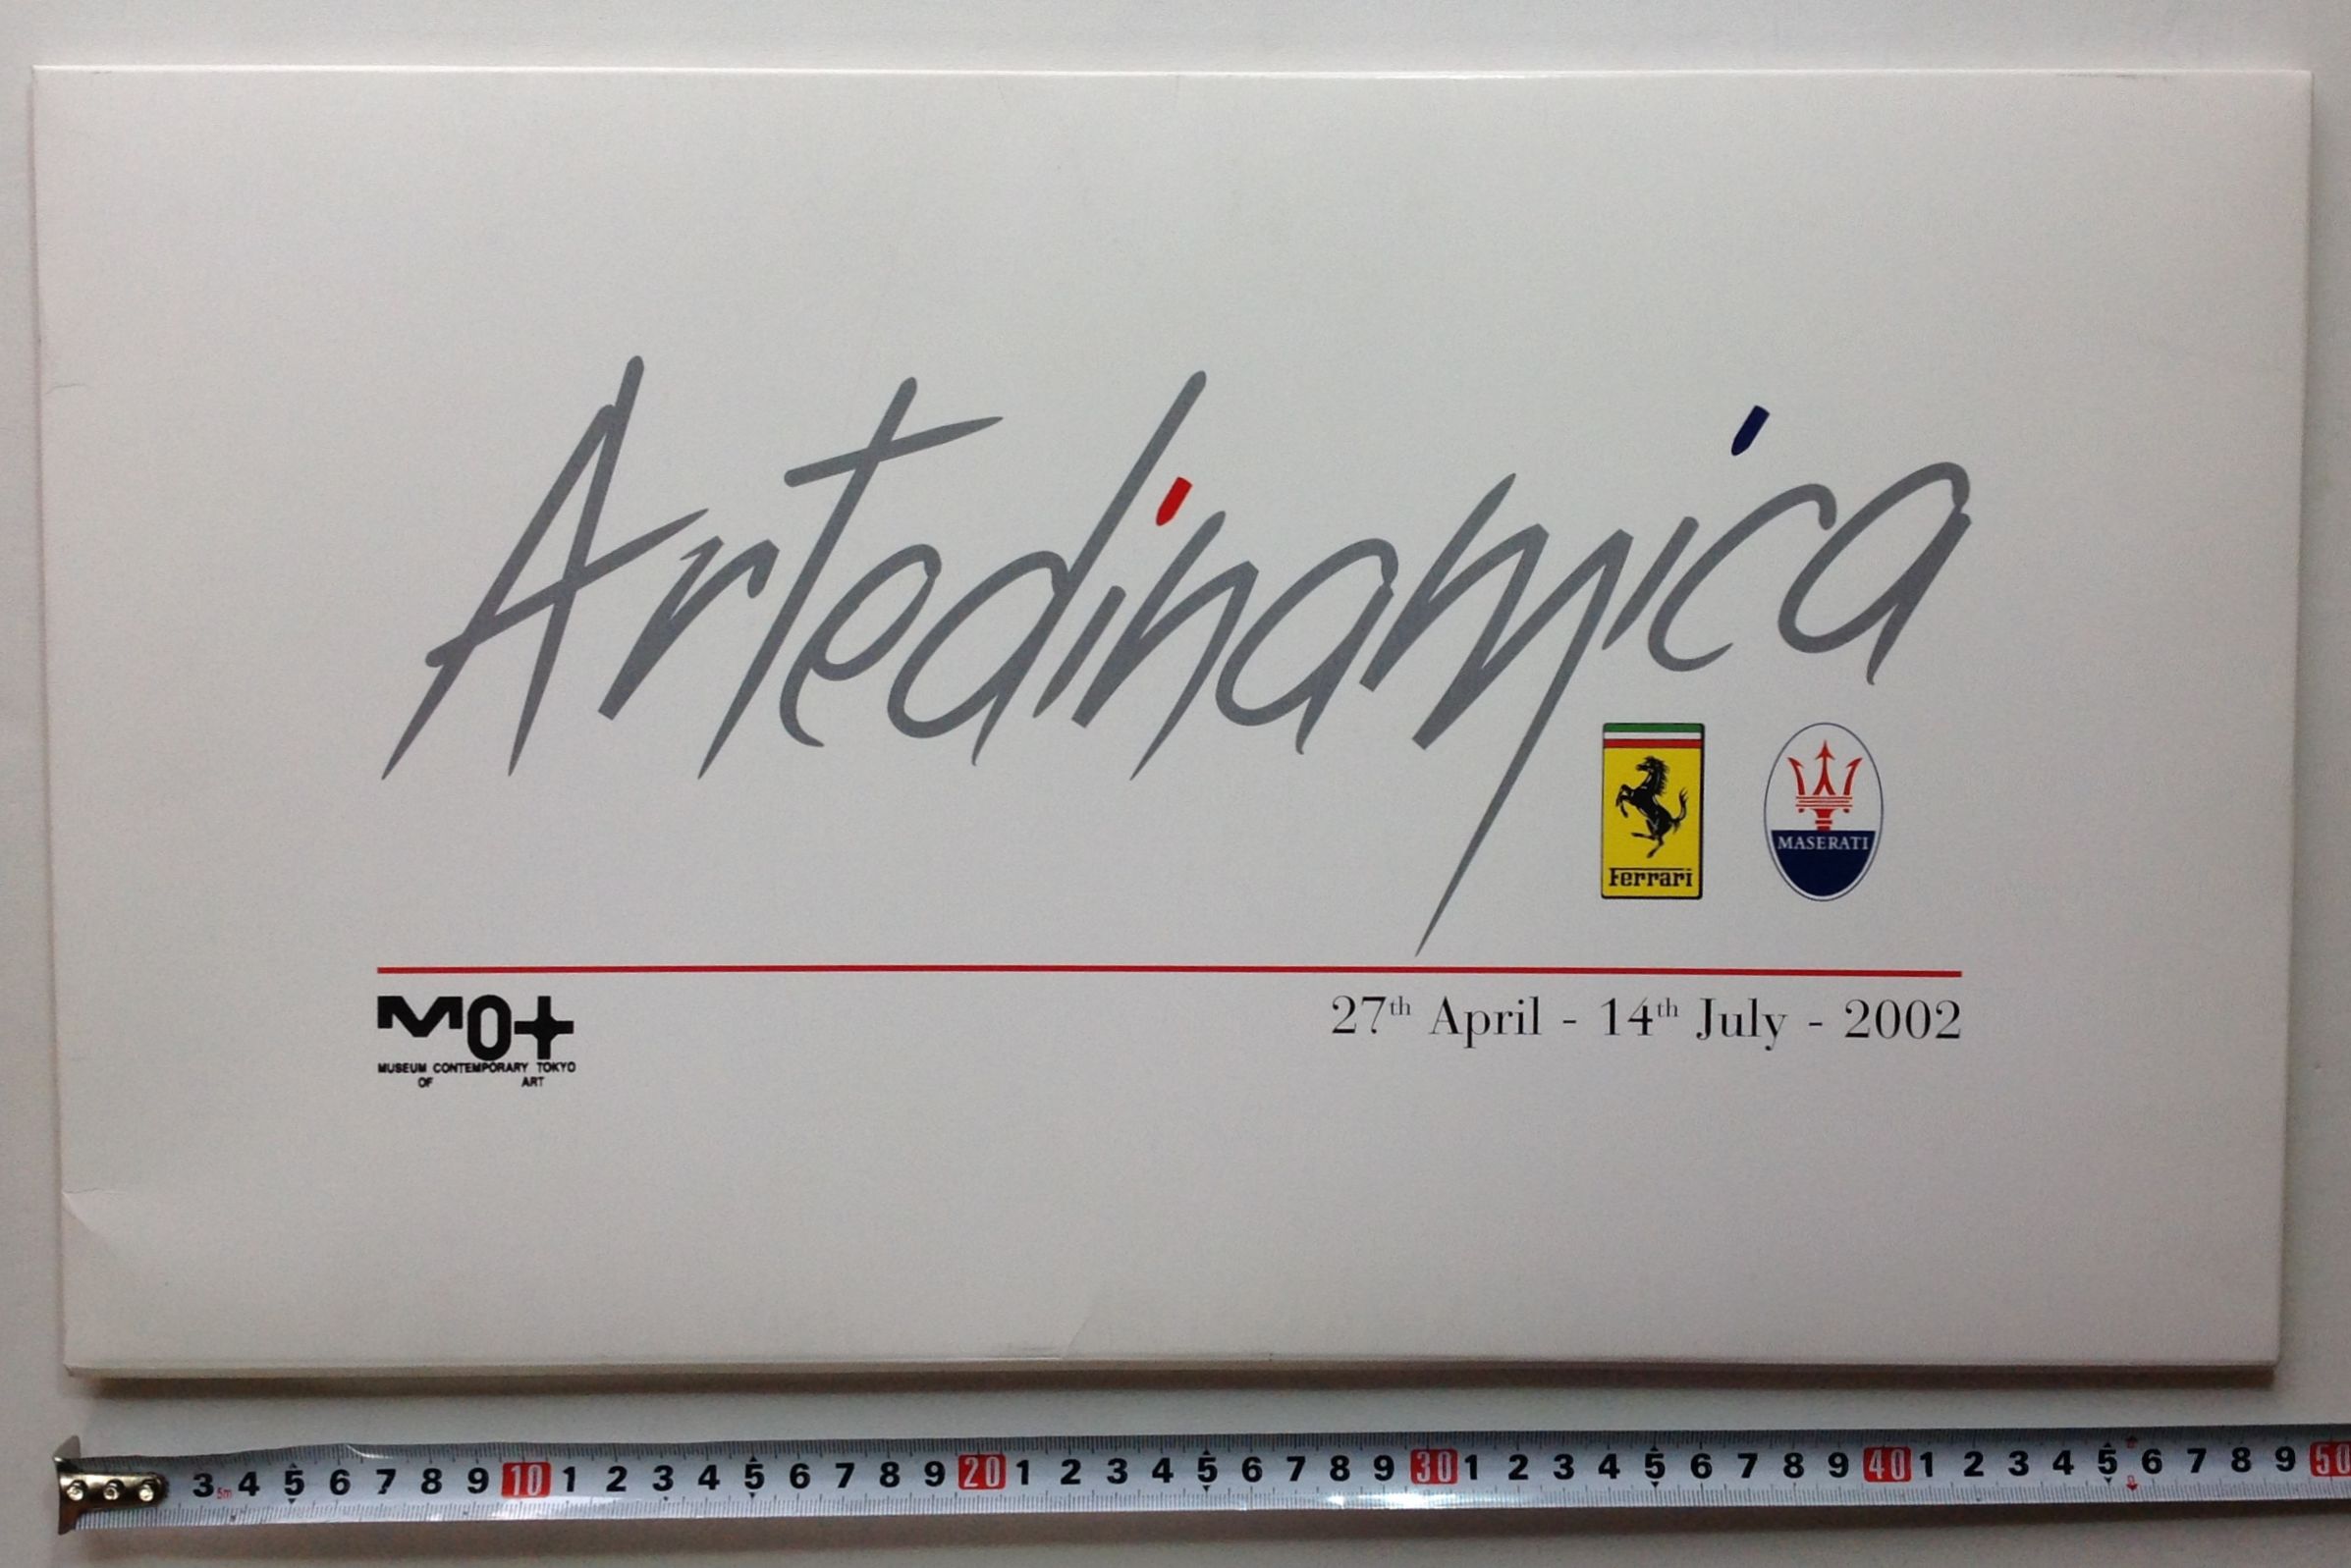 Artedinamica
Ferrari
MASERATI
MO+
27th April - 14th July - 2002
MUSEUM CONTEMPORARY TOKYO
OF ART
3 5m 4 5 6 7 8 9 10 1 2 3 4 5 6 7 8 9 20 1 2 3 4 5 6 7 8 9 30 1 2 3 4 5 6 7 8 9 40 1 2 3 4 5 6 7 8 9 50